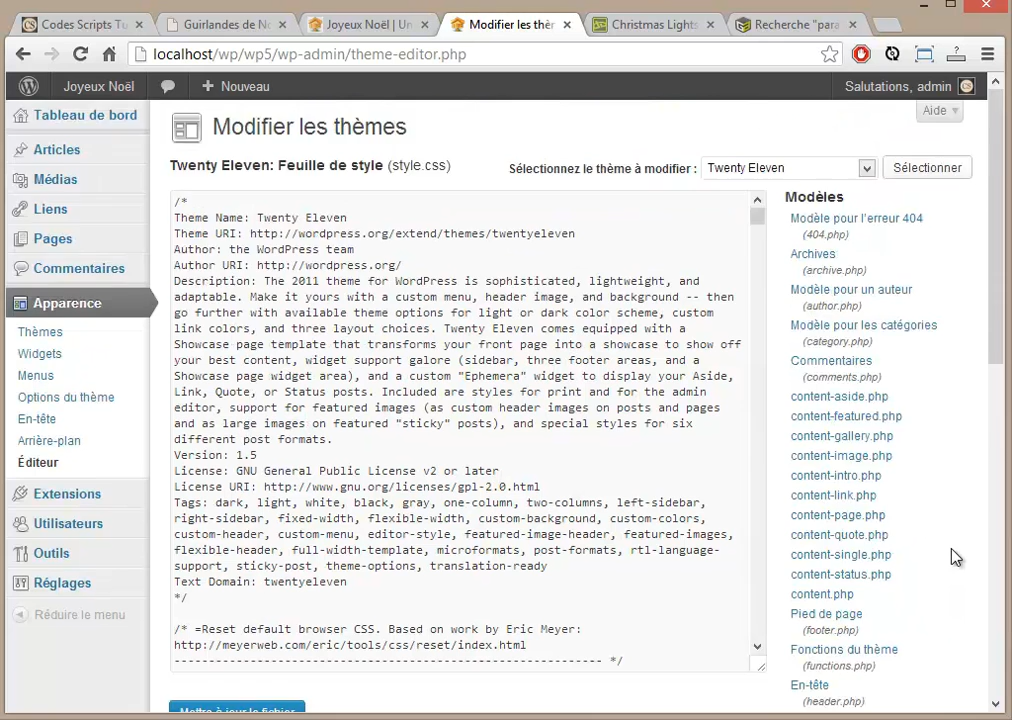 Codes Scripts Tu
Guirlandes de No
Joyeux Noël | Un
Modifier les thèm
Christmas Lights
Recherche "para
localhost/wp/wp5/wp-admin/theme-editor.php
Joyeux Noël
Nouveau
Salutations, admin
Aide
Tableau de bord
Articles
Médias
Liens
Pages
Commentaires
Apparence
Thèmes
Widgets
Menus
Options du thème
En-tête
Arrière-plan
Éditeur
Extensions
Utilisateurs
Outils
Réglages
Réduire le menu
Modifier les thèmes
Twenty Eleven: Feuille de style (style.css)
Sélectionnez le thème à modifier :
Twenty Eleven
Sélectionner
/*
Theme Name: Twenty Eleven
Theme URI: http://wordpress.org/extend/themes/twentyeleven
Author: the WordPress team
Author URI: http://wordpress.org/
Description: The 2011 theme for WordPress is sophisticated, lightweight, and
adaptable. Make it yours with a custom menu, header image, and background -- then
go further with available theme options for light or dark color scheme, custom
link colors, and three layout choices. Twenty Eleven comes equipped with a
Showcase page template that transforms your front page into a showcase to show off
your best content, widget support galore (sidebar, three footer areas, and a
Showcase page widget area), and a custom "Ephemera" widget to display your Aside,
Link, Quote, or Status posts. Included are styles for print and for the admin
editor, support for featured images (as custom header images on posts and pages
and as large images on featured "sticky" posts), and special styles for six
different post formats.
Version: 1.5
License: GNU General Public License v2 or later
License URI: http://www.gnu.org/licenses/gpl-2.0.html
Tags: dark, light, white, black, gray, one-column, two-columns, left-sidebar,
right-sidebar, fixed-width, flexible-width, custom-background, custom-colors,
custom-header, custom-menu, editor-style, featured-image-header, featured-images,
flexible-header, full-width-template, microformats, post-formats, rtl-language-
support, sticky-post, theme-options, translation-ready
Text Domain: twentyeleven
*/
/* =Reset default browser CSS. Based on work by Eric Meyer:
http://meyerweb.com/eric/tools/css/reset/index.html
-------------------------------------------------------------- */
Mettre à jour le fichier
Modèles
Modèle pour l'erreur 404
(404.php)
Archives
(archive.php)
Modèle pour un auteur
(author.php)
Modèle pour les catégories
(category.php)
Commentaires
(comments.php)
content-aside.php
content-featured.php
content-gallery.php
content-image.php
content-intro.php
content-link.php
content-page.php
content-quote.php
content-single.php
content-status.php
content.php
Pied de page
(footer.php)
Fonctions du thème
(functions.php)
En-tête
(header.php)